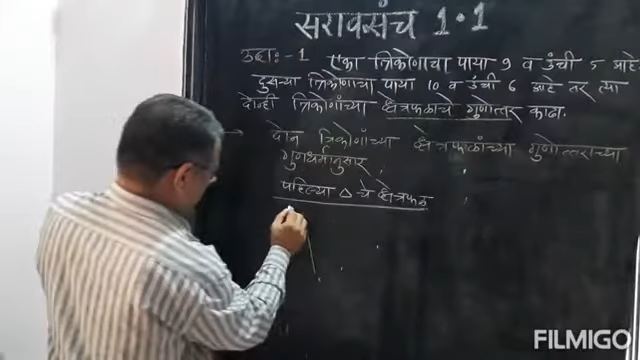 सरावसंच 1.1
उदा:- 1 एका त्रिकोणाचा पाया 9 व उंची 5 आहे
दुसऱ्या त्रिकोणाचा पाया 10 व उंची 6 आहे तर त्या
दोन्ही त्रिकोणांच्या क्षेत्रफळाचे गुणोत्तर काढा.
→ दोन त्रिकोणांच्या क्षेत्रफळांच्या गुणोत्तराच्या
गुणधर्मानुसार,
पहिल्या △ चे क्षेत्रफळ
FILMIGO